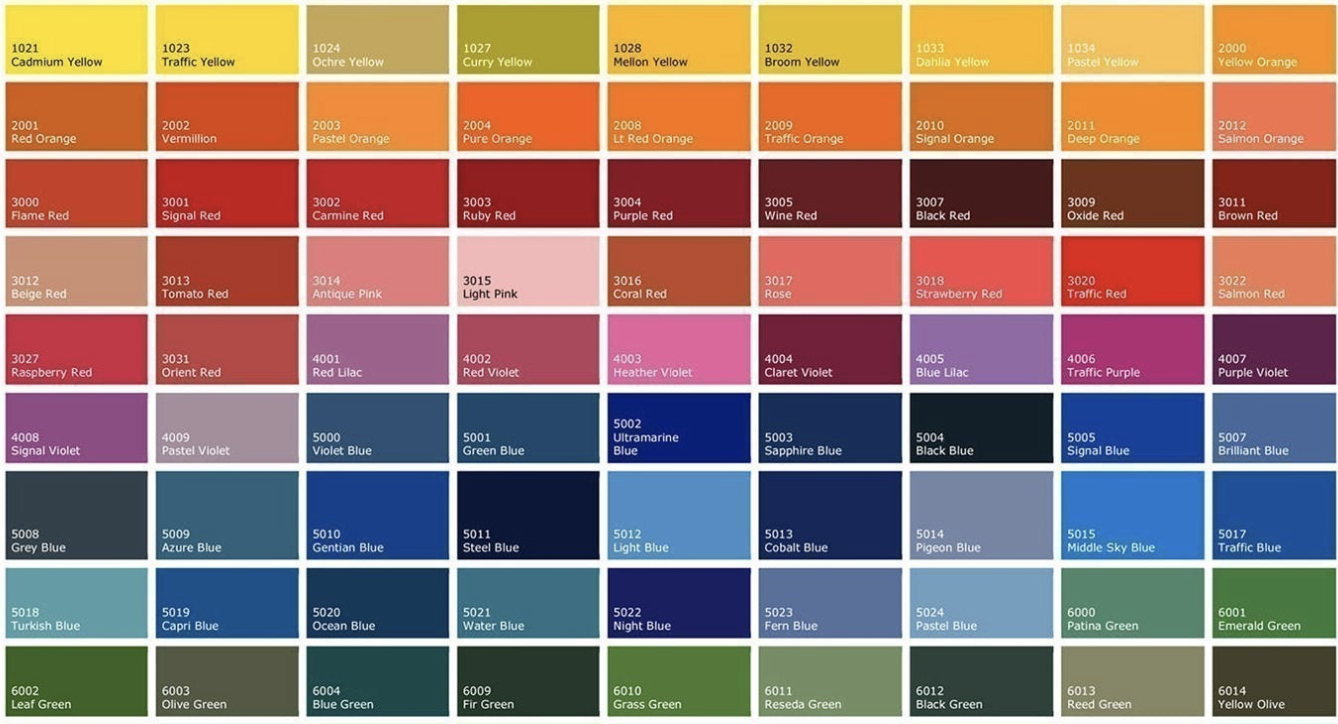 1021
Cadmium Yellow
1023
Traffic Yellow
1024
Ochre Yellow
1027
Curry Yellow
1028
Mellon Yellow
1032
Broom Yellow
1033
Dahlia Yellow
1034
Pastel Yellow
2000
Yellow Orange
2001
Red Orange
2002
Vermillion
2003
Pastel Orange
2004
Pure Orange
2008
Lt Red Orange
2009
Traffic Orange
2010
Signal Orange
2011
Deep Orange
2012
Salmon Orange
3000
Flame Red
3001
Signal Red
3002
Carmine Red
3003
Ruby Red
3004
Purple Red
3005
Wine Red
3007
Black Red
3009
Oxide Red
3011
Brown Red
3012
Beige Red
3013
Tomato Red
3014
Antique Pink
3015
Light Pink
3016
Coral Red
3017
Rose
3018
Strawberry Red
3020
Traffic Red
3022
Salmon Red
3027
Raspberry Red
3031
Orient Red
4001
Red Lilac
4002
Red Violet
4003
Heather Violet
4004
Claret Violet
4005
Blue Lilac
4006
Traffic Purple
4007
Purple Violet
4008
Signal Violet
4009
Pastel Violet
5000
Violet Blue
5001
Green Blue
5002
Ultramarine
Blue
5003
Sapphire Blue
5004
Black Blue
5005
Signal Blue
5007
Brilliant Blue
5008
Grey Blue
5009
Azure Blue
5010
Gentian Blue
5011
Steel Blue
5012
Light Blue
5013
Cobalt Blue
5014
Pigeon Blue
5015
Middle Sky Blue
5017
Traffic Blue
5018
Turkish Blue
5019
Capri Blue
5020
Ocean Blue
5021
Water Blue
5022
Night Blue
5023
Fern Blue
5024
Pastel Blue
6000
Patina Green
6001
Emerald Green
6002
Leaf Green
6003
Olive Green
6004
Blue Green
6009
Fir Green
6010
Grass Green
6011
Reseda Green
6012
Black Green
6013
Reed Green
6014
Yellow Olive